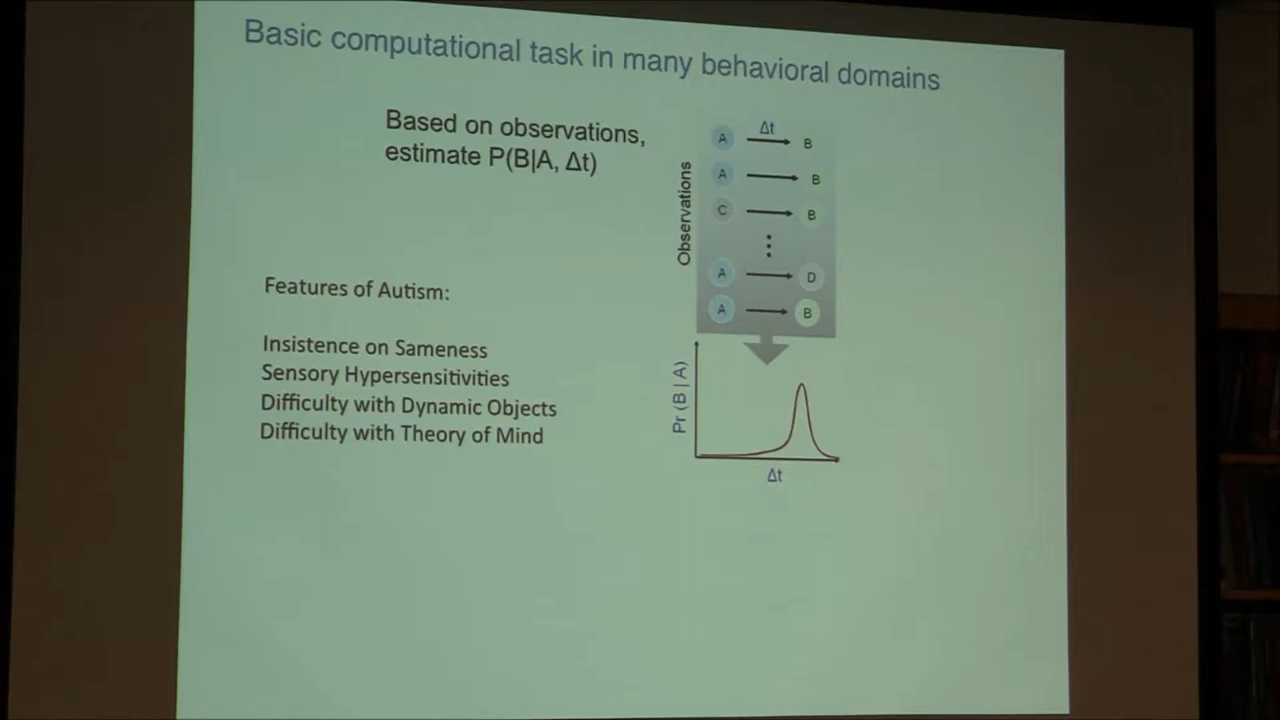 Basic computational task in many behavioral domains
Based on observations,
estimate P(B|A, Δt)
Observations
A Δt B
A B
C B
A D
A B
Features of Autism:
Insistence on Sameness
Sensory Hypersensitivities
Difficulty with Dynamic Objects
Difficulty with Theory of Mind
Pr (B | A)
Δt